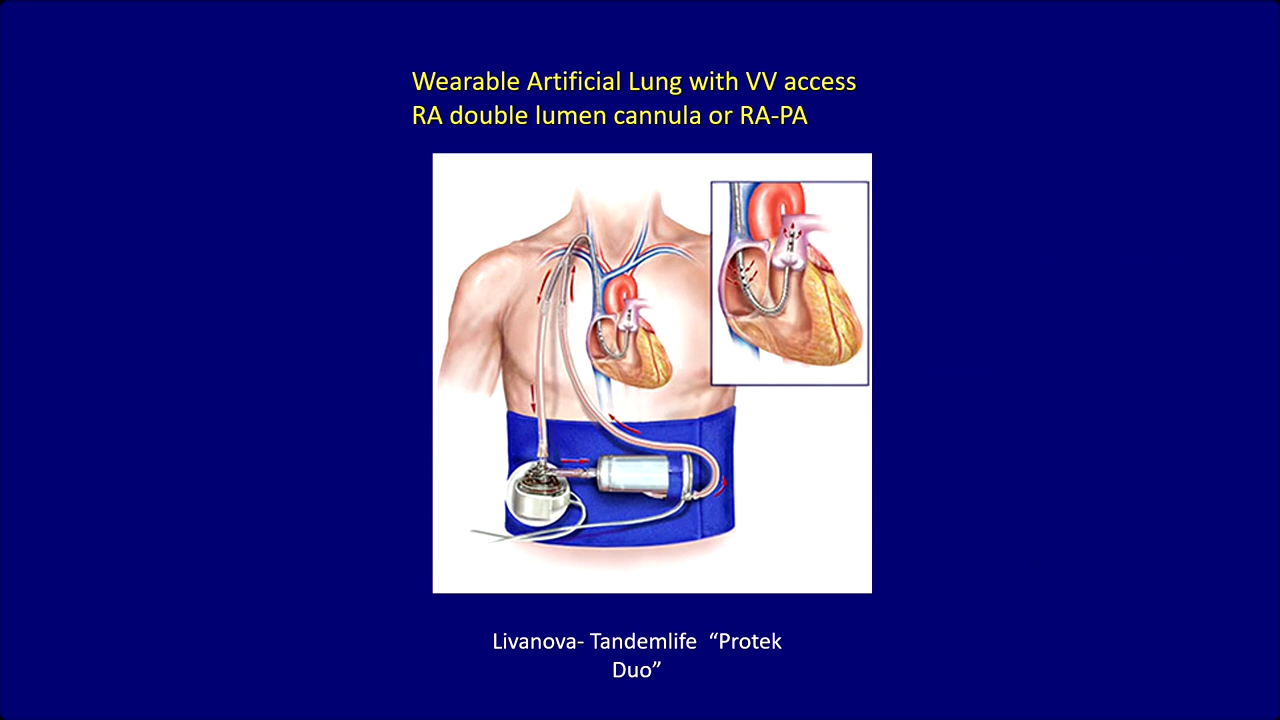 Wearable Artificial Lung with VV access
RA double lumen cannula or RA-PA
Livanova- Tandemlife “Protek
Duo”